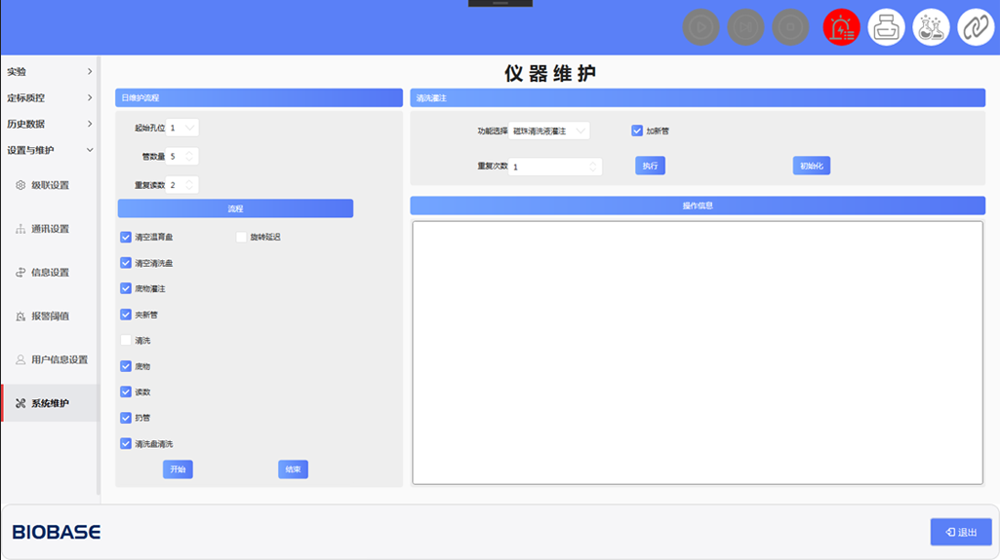 实验
定标质控
历史数据
设置与维护
级联设置
通讯设置
信息设置
报警阈值
用户信息设置
系统维护
仪器维护
日维护流程
起始孔位 1
管数量 5
重复读数 2
流程
清空温育盘 旋转延迟
清空清洗盘
底物灌注
夹新管
清洗
底物
读数
扔管
清洗盘清洗
开始 结束
清洗灌注
功能选择 磁珠清洗液灌注 加新管
重复次数 1 执行 初始化
操作信息
BIOBASE
退出